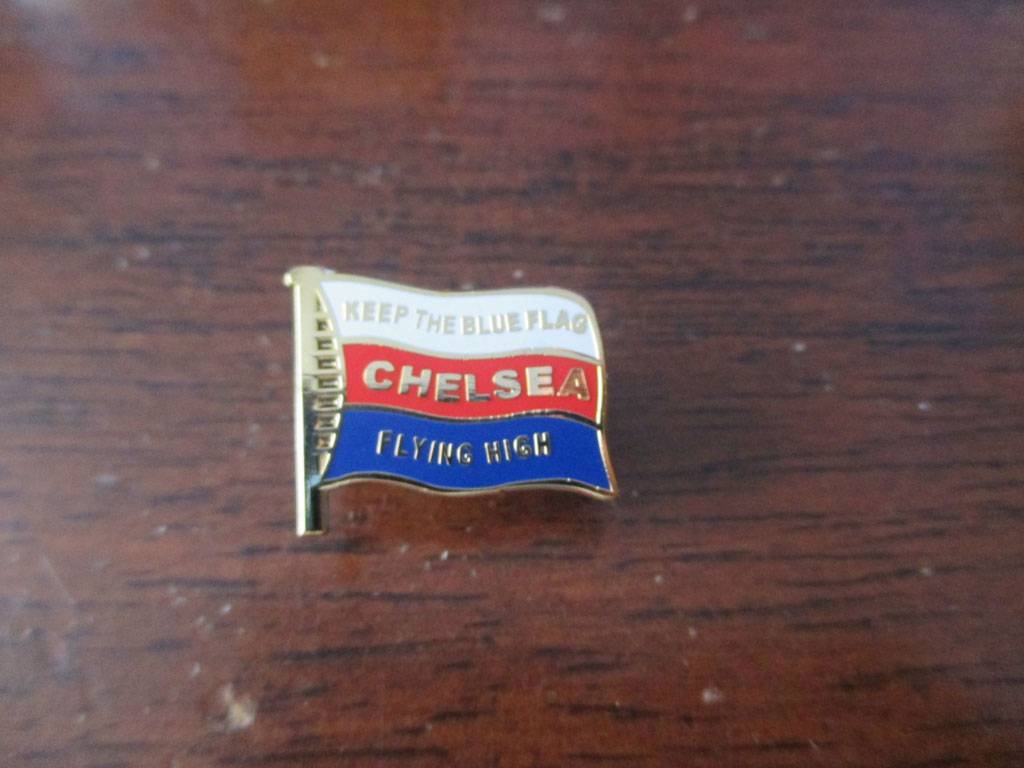 KEEP THE BLUE FLAG
CHELSEA
FLYING HIGH